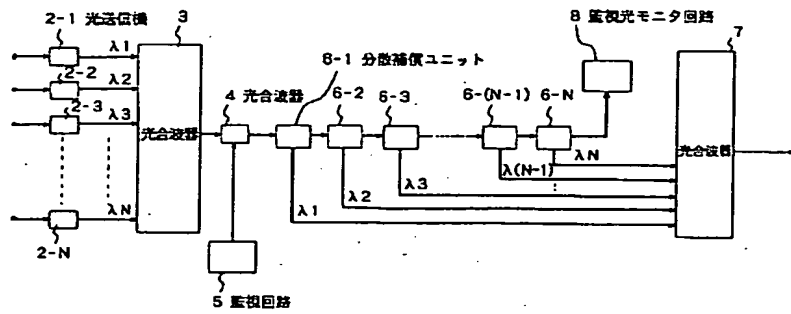 2-1 光送信機
λ1
3
2-2
λ2
2-3
λ3
光合波器
λN
2-N
4 光合波器
5 監視回路
6-1 分散補償ユニット
6-2
6-3
6-(N-1)
6-N
8 監視光モニタ回路
7
λN
λ(N-1)
λ3
λ2
λ1
光合波器